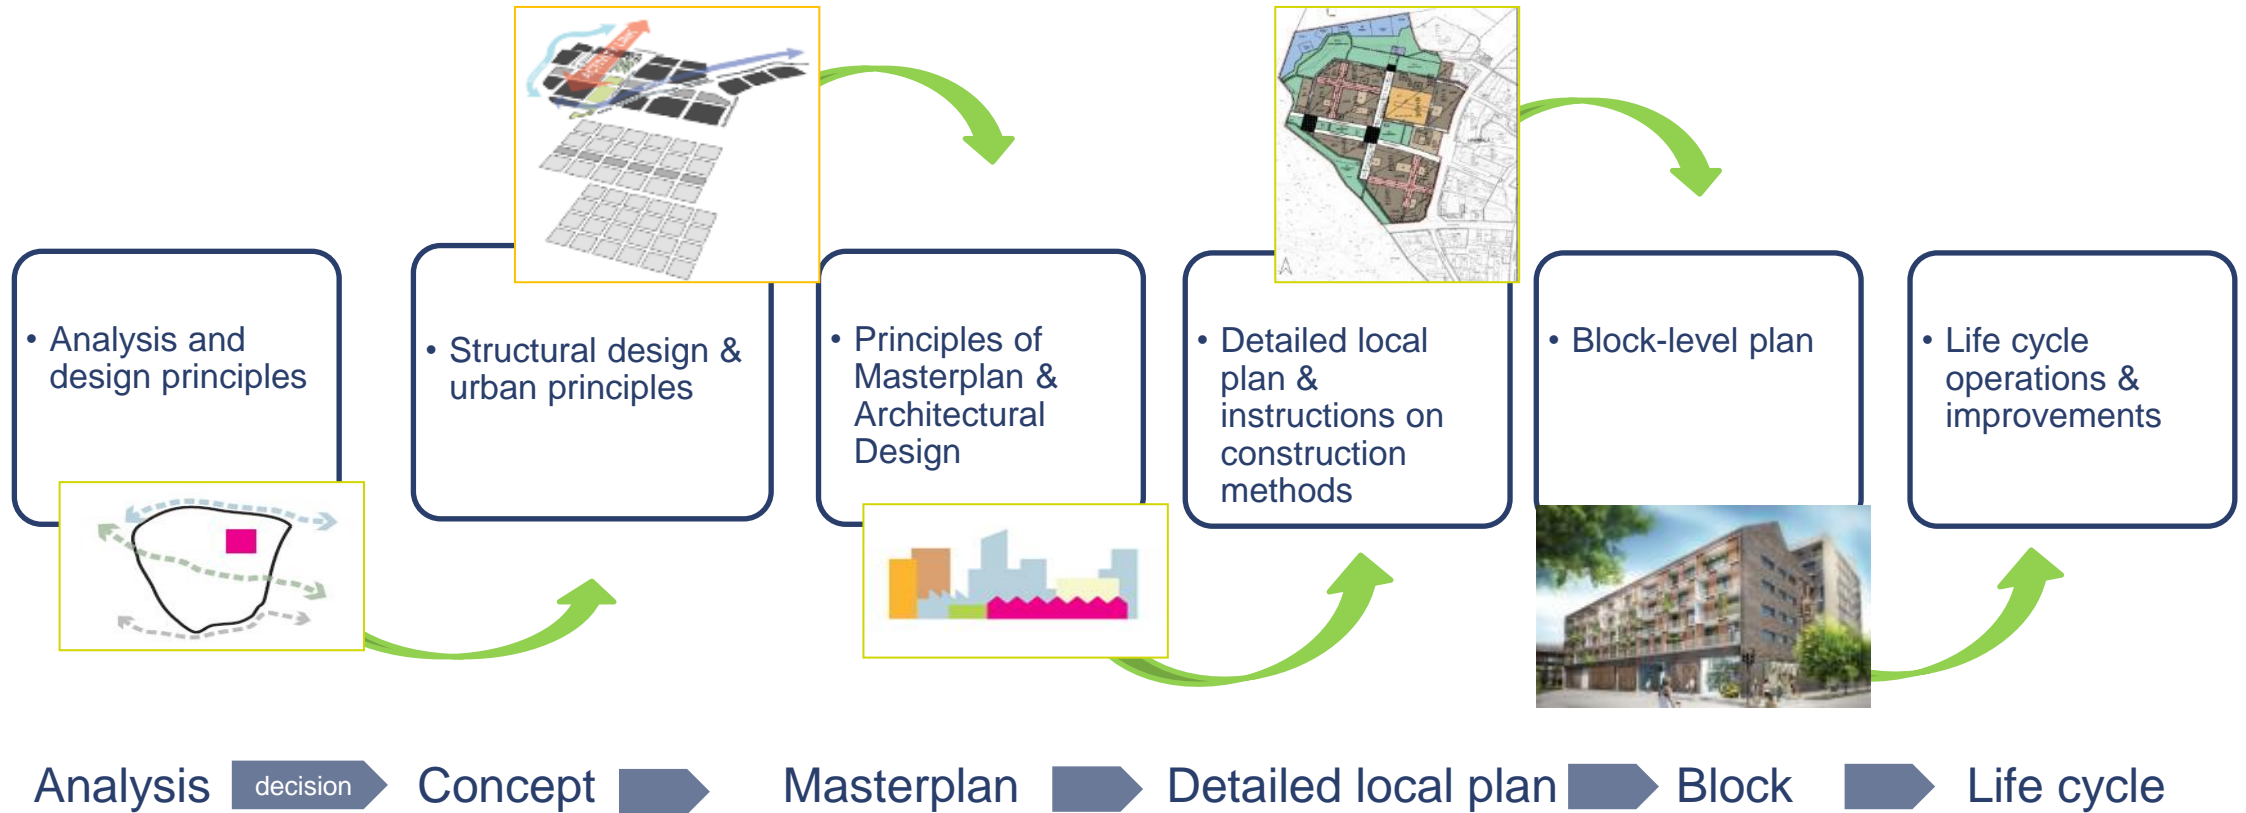 • Analysis and
design principles
• Structural design &
urban principles
• Principles of
Masterplan &
Architectural
Design
• Detailed local
plan &
instructions on
construction
methods
• Block-level plan
• Life cycle
operations &
improvements
Analysis decision Concept Masterplan Detailed local plan Block Life cycle